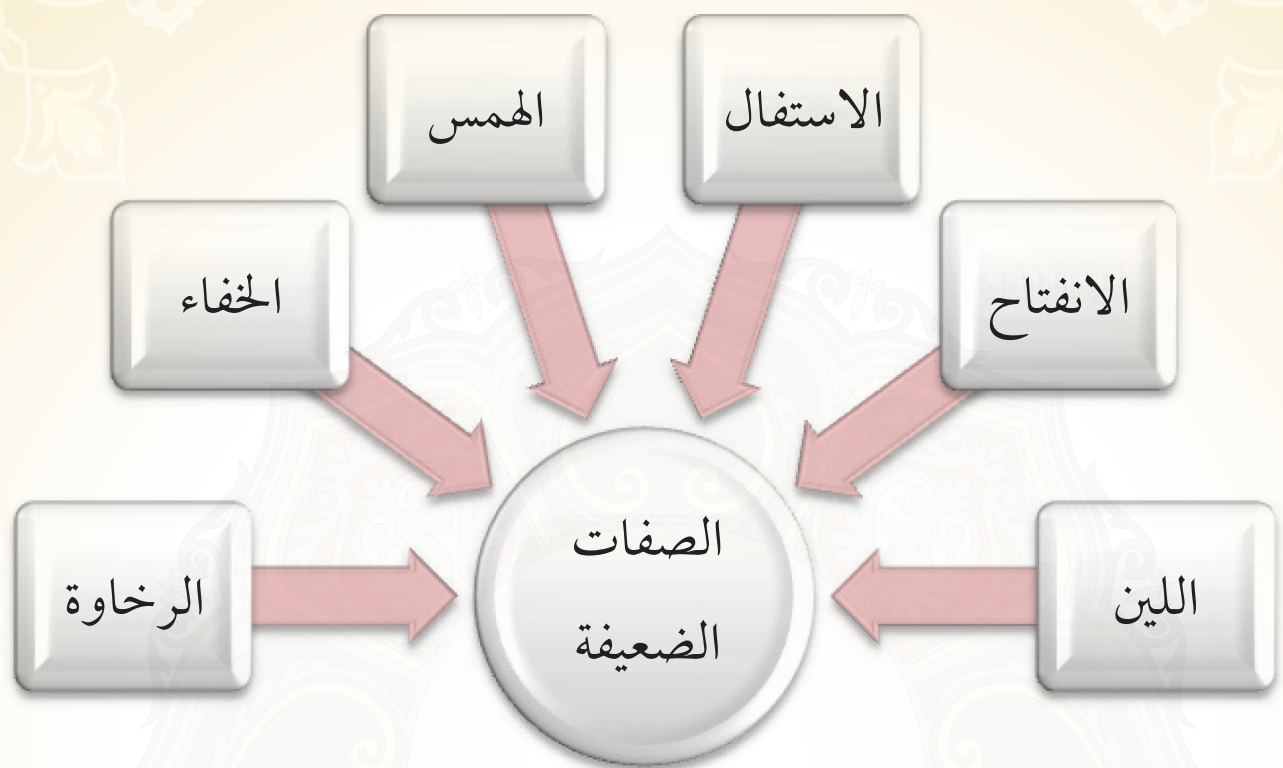 الاستفال
الهمس
الانفتاح
الخفاء
اللين
الرخاوة
الصفات
الضعيفة